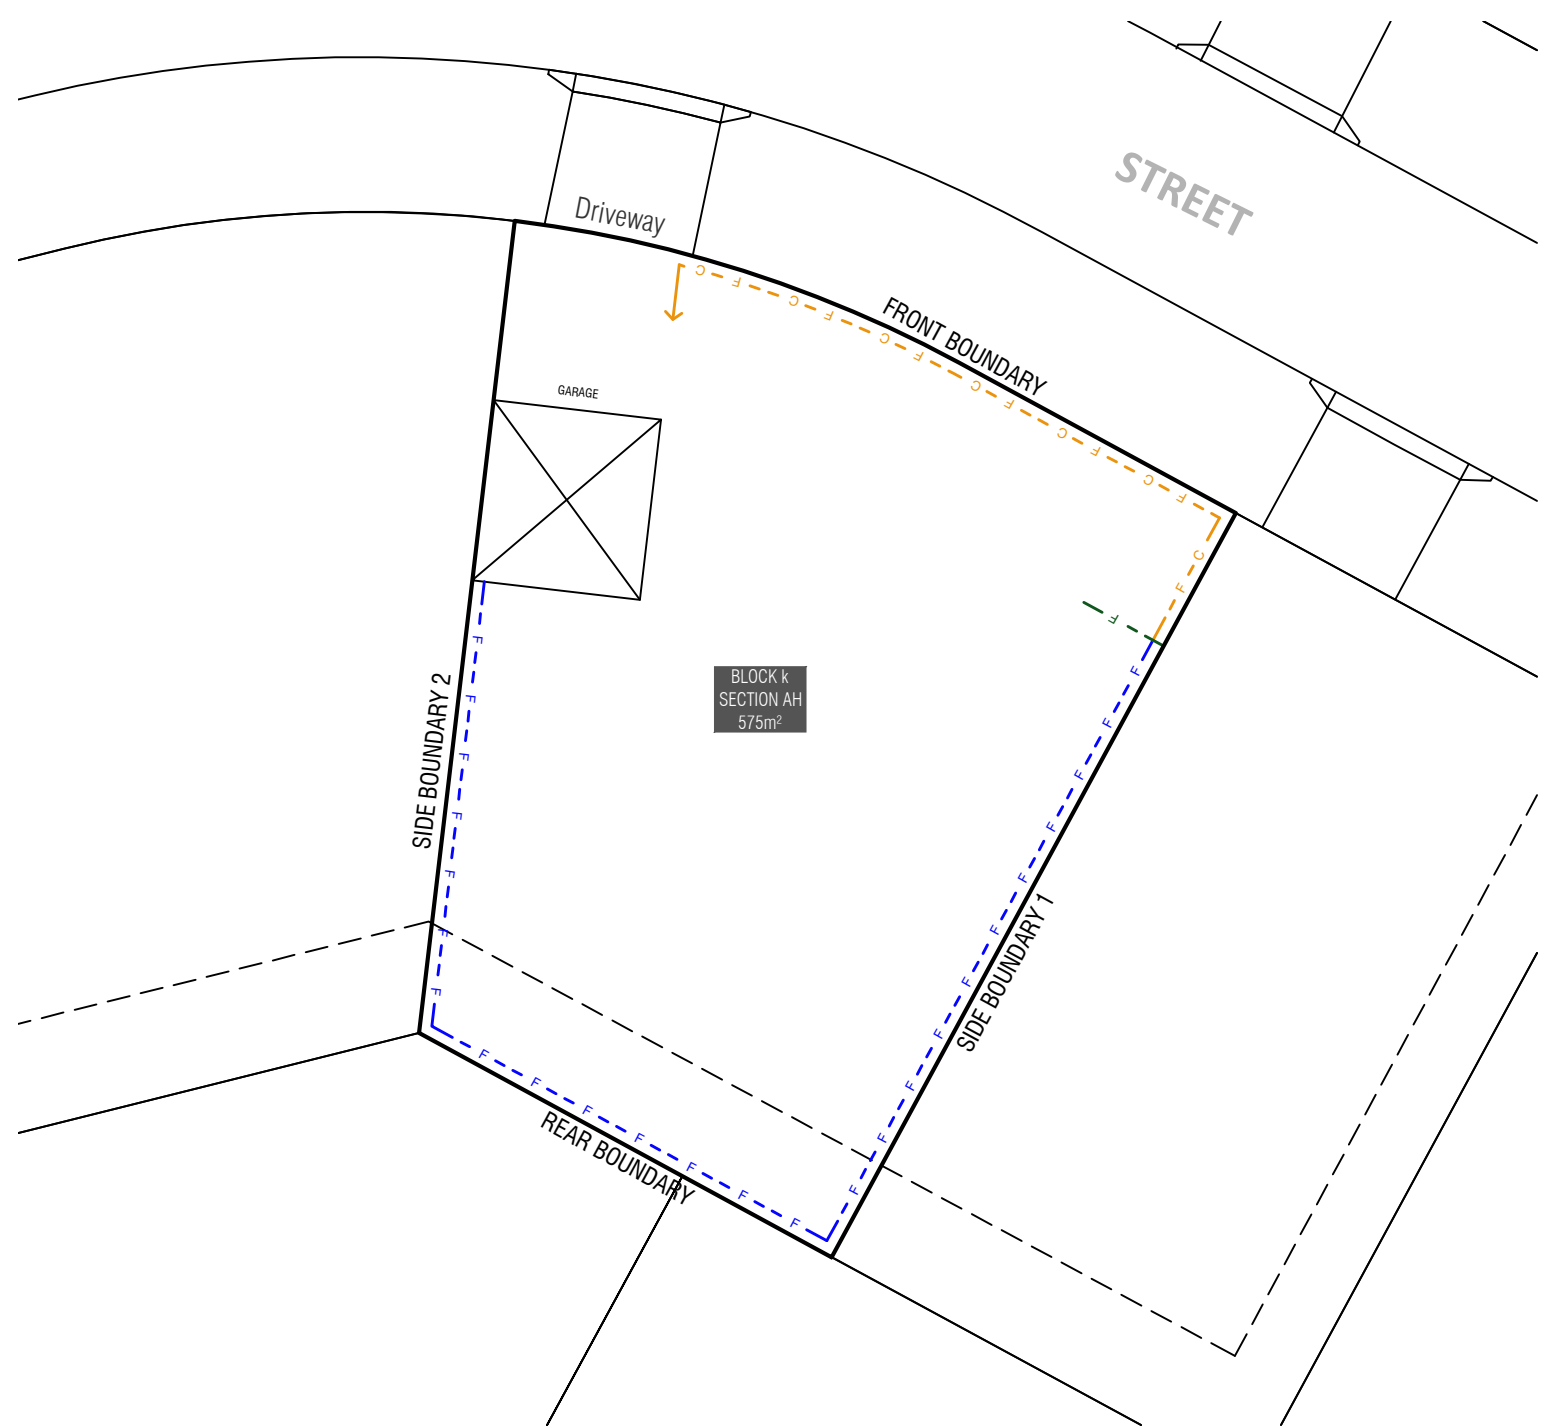 STREET
Driveway
C F C F C F C F C F C F
FRONT BOUNDARY
GARAGE
C
F
F
BLOCK k
SECTION AH
575m²
SIDE BOUNDARY 2
F F F F F F F
SIDE BOUNDARY 1
F F F F F F F F F F F
F F F F F F F
REAR BOUNDARY